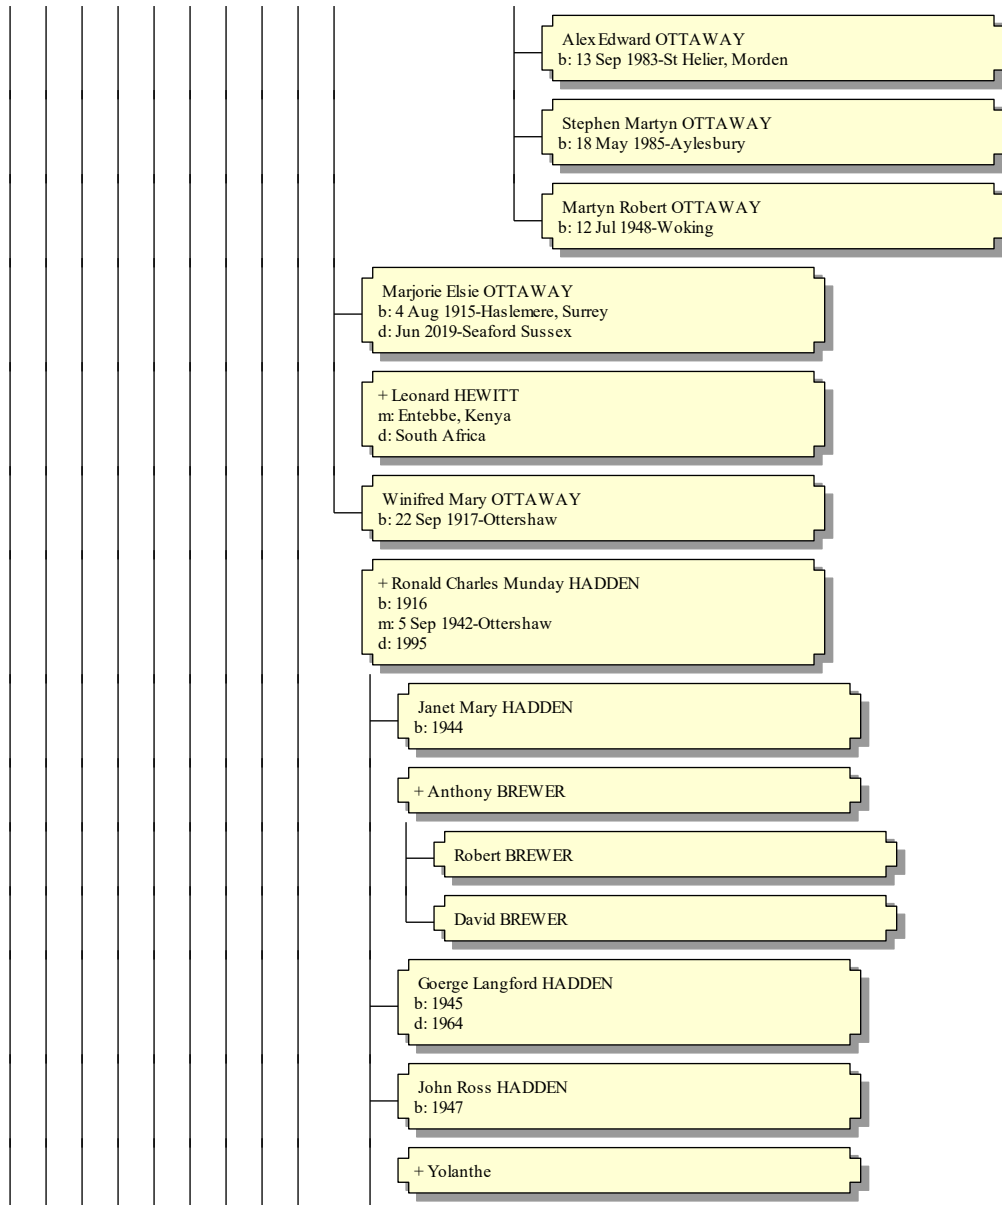 Alex Edward OTTAWAY
b: 13 Sep 1983-St Helier, Morden
Stephen Martyn OTTAWAY
b: 18 May 1985-Aylesbury
Martyn Robert OTTAWAY
b: 12 Jul 1948-Woking
Marjorie Elsie OTTAWAY
b: 4 Aug 1915-Haslemere, Surrey
d: Jun 2019-Seaford Sussex
+ Leonard HEWITT
m: Entebbe, Kenya
d: South Africa
Winifred Mary OTTAWAY
b: 22 Sep 1917-Ottershaw
+ Ronald Charles Munday HADDEN
b: 1916
m: 5 Sep 1942-Ottershaw
d: 1995
Janet Mary HADDEN
b: 1944
+ Anthony BREWER
Robert BREWER
David BREWER
Goerge Langford HADDEN
b: 1945
d: 1964
John Ross HADDEN
b: 1947
+ Yolanthe